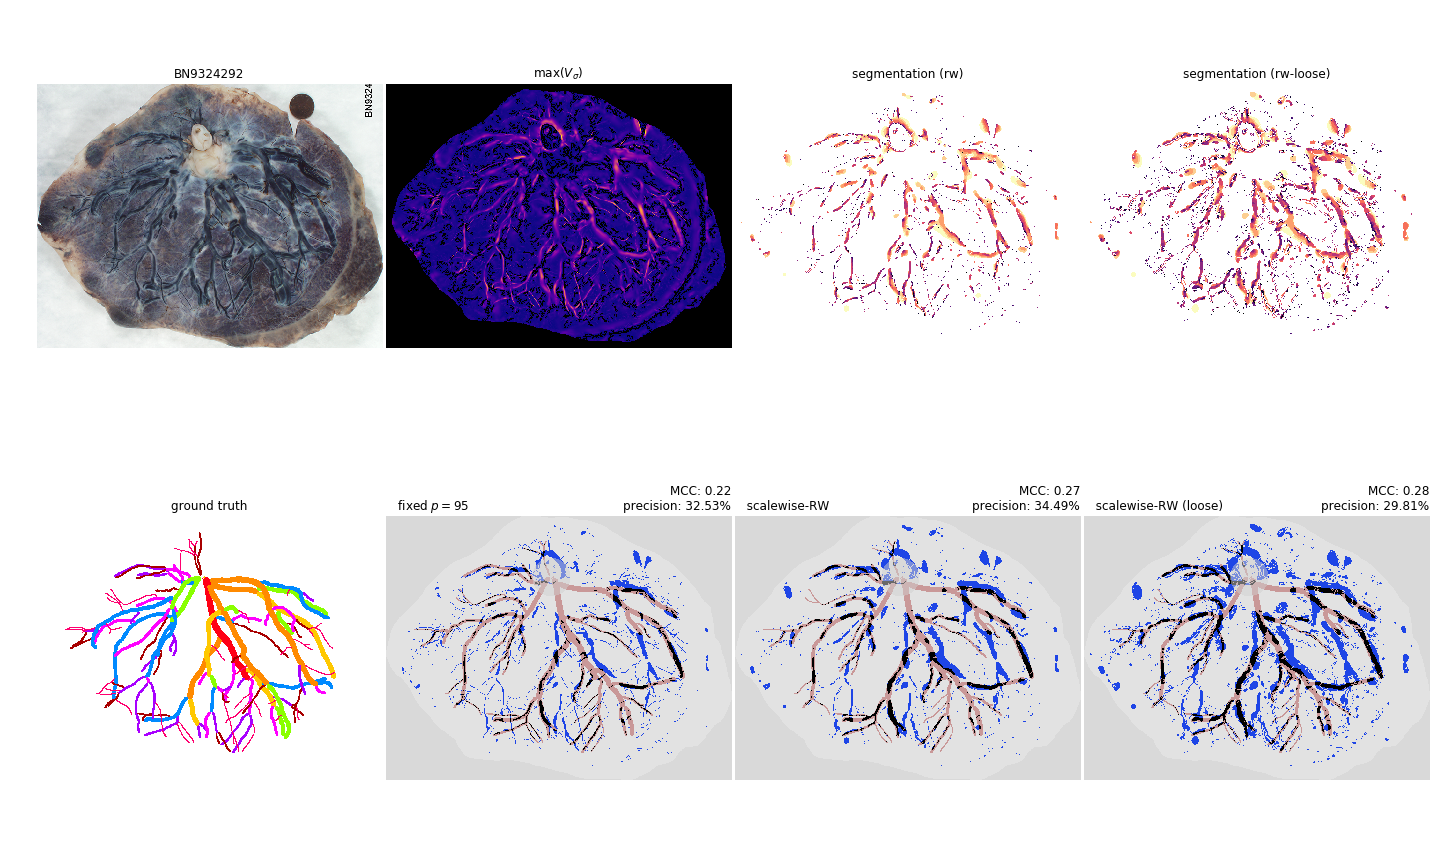 BN9324292
max(V_σ)
segmentation (rw)
segmentation (rw-loose)
BN9324
ground truth
fixed p = 95
MCC: 0.22
precision: 32.53%
scalewise-RW
MCC: 0.27
precision: 34.49%
scalewise-RW (loose)
MCC: 0.28
precision: 29.81%